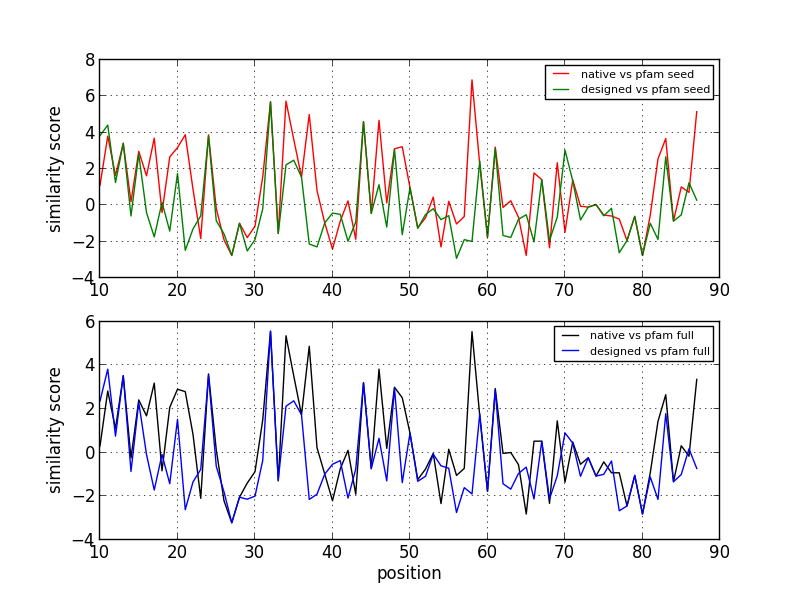 8
6
4
2
0
−2
−4
similarity score
native vs pfam seed
designed vs pfam seed
10 20 30 40 50 60 70 80 90
6
4
2
0
−2
−4
similarity score
native vs pfam full
designed vs pfam full
10 20 30 40 50 60 70 80 90
position